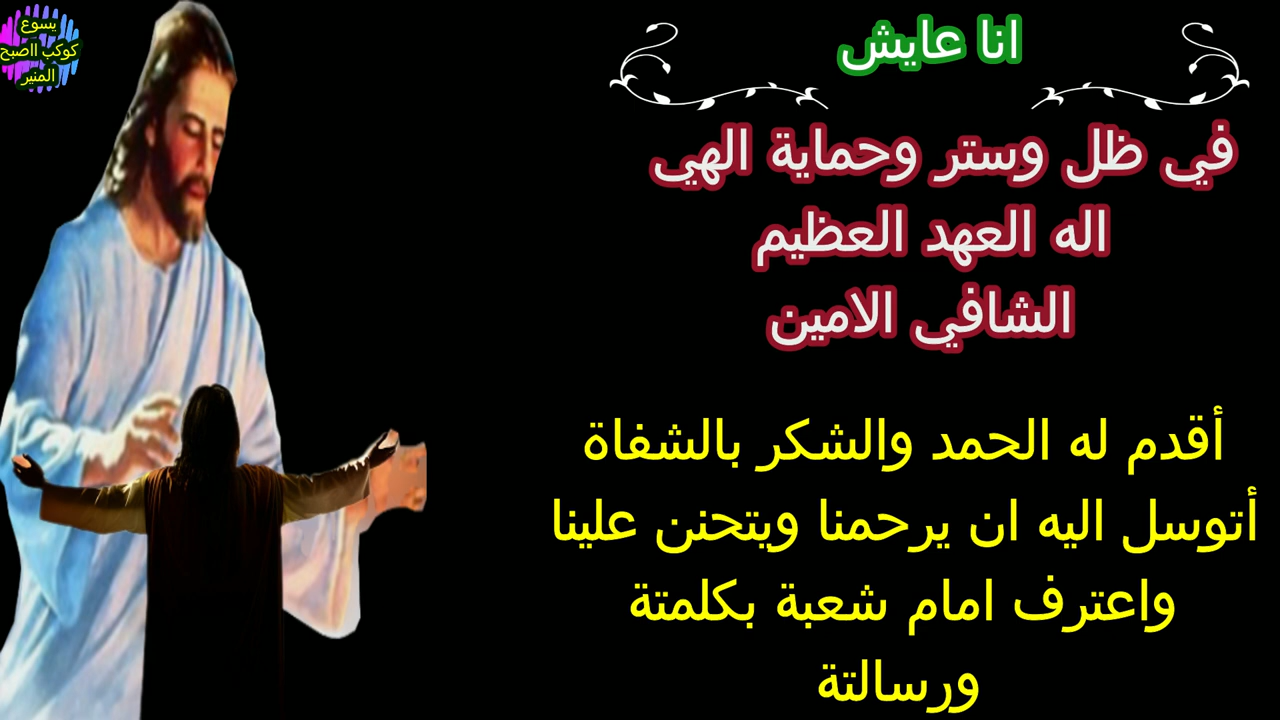 يسوع
كوكب ااصبح
المنير
انا عايش
في ظل وستر وحماية الهي
اله العهد العظيم
الشافي الامين
أقدم له الحمد والشكر بالشفاة
أتوسل اليه ان يرحمنا ويتحنن علينا
واعترف امام شعبة بكلمتة
ورسالتة